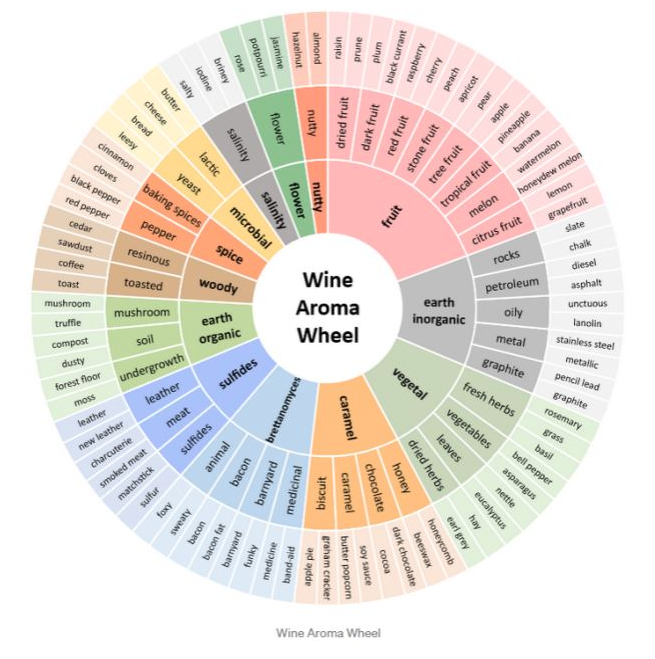 Wine
Aroma
Wheel
fruit
dried fruit
raisin
prune
dark fruit
plum
black currant
red fruit
raspberry
cherry
stone fruit
peach
apricot
tree fruit
pear
apple
tropical fruit
pineapple
banana
melon
watermelon
honeydew melon
citrus fruit
lemon
grapefruit
earth
inorganic
rocks
slate
chalk
petroleum
diesel
asphalt
oily
unctuous
lanolin
metal
stainless steel
metallic
graphite
pencil lead
graphite
vegetal
fresh herbs
rosemary
grass
basil
vegetables
bell pepper
asparagus
leaves
nettle
eucalyptus
dried herbs
hay
earl grey
caramel
honey
honeycomb
beeswax
chocolate
dark chocolate
cocoa
caramel
soy sauce
butter popcorn
biscuit
graham cracker
apple pie
brettanomyces
medicinal
band-aid
medicine
barnyard
funky
barnyard
bacon
bacon fat
bacon
animal
sweaty
foxy
sulfides
sulfides
sulfur
matchstick
meat
smoked meat
charcuterie
leather
new leather
leather
earth
organic
undergrowth
moss
forest floor
soil
dusty
compost
mushroom
truffle
mushroom
woody
toasted
toast
coffee
resinous
sawdust
cedar
spice
pepper
red pepper
black pepper
baking spices
cloves
cinnamon
microbial
yeast
leesy
bread
lactic
cheese
butter
salinity
salinity
salty
iodine
briney
flower
flower
rose
potpourri
jasmine
nutty
nutty
hazelnut
almond
Wine Aroma Wheel